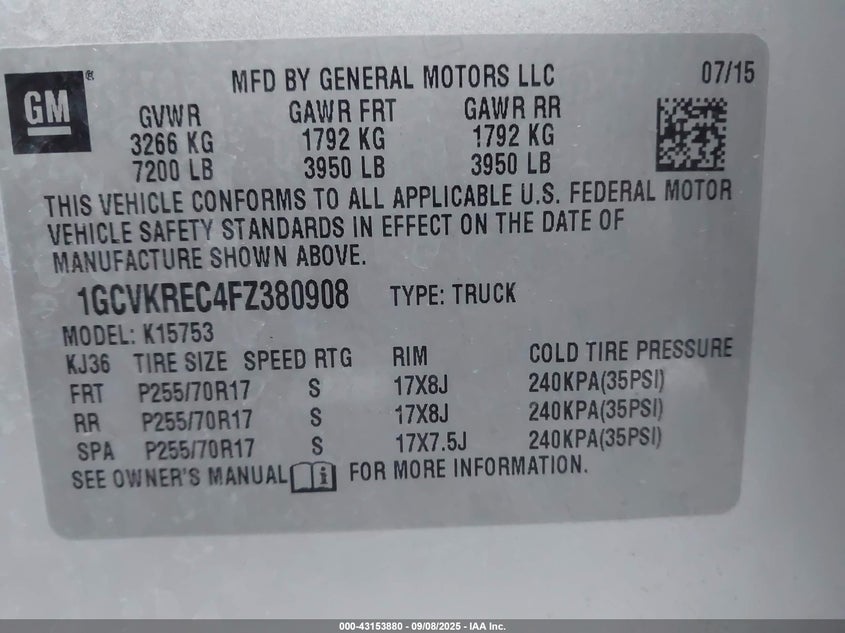 GM ® MFD BY GENERAL MOTORS LLC 07/15
GVWR GAWR FRT GAWR RR
3266 KG 1792 KG 1792 KG
7200 LB 3950 LB 3950 LB
THIS VEHICLE CONFORMS TO ALL APPLICABLE U.S. FEDERAL MOTOR
VEHICLE SAFETY STANDARDS IN EFFECT ON THE DATE OF
MANUFACTURE SHOWN ABOVE.
1GCVKREC4FZ380908 TYPE: TRUCK
MODEL: K15753
KJ36 TIRE SIZE SPEED RTG RIM COLD TIRE PRESSURE
FRT P255/70R17 S 17X8J 240KPA(35PSI)
RR P255/70R17 S 17X8J 240KPA(35PSI)
SPA P255/70R17 S 17X7.5J 240KPA(35PSI)
SEE OWNER'S MANUAL i FOR MORE INFORMATION.
000-43153880 - 09/08/2025 - IAA Inc.